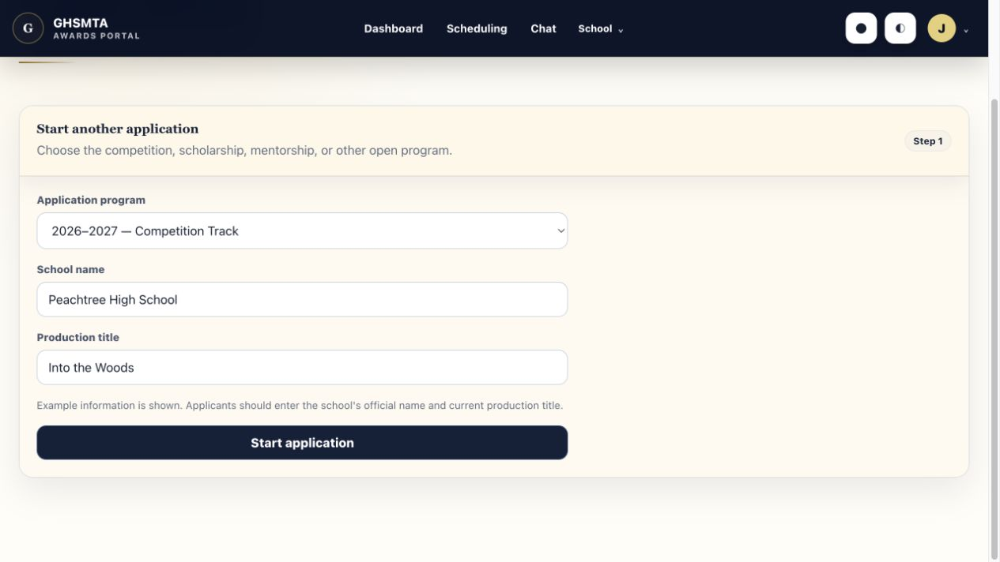 G
GHSMTA
AWARDS PORTAL
Dashboard
Scheduling
Chat
School
J
Start another application
Choose the competition, scholarship, mentorship, or other open program.
Step 1
Application program
2026–2027 — Competition Track
School name
Peachtree High School
Production title
Into the Woods
Example information is shown. Applicants should enter the school's official name and current production title.
Start application